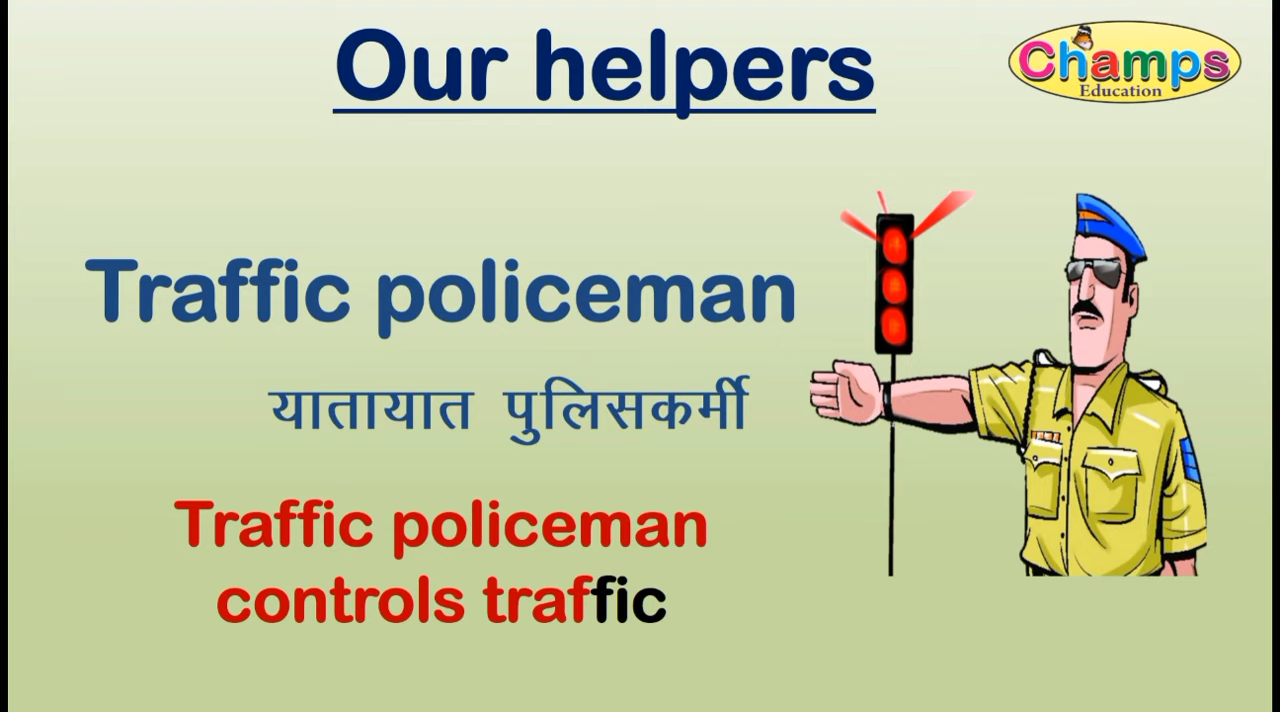 Our helpers
Champs
Education
Traffic policeman
यातायात पुलिसकर्मी
Traffic policeman
controls traffic